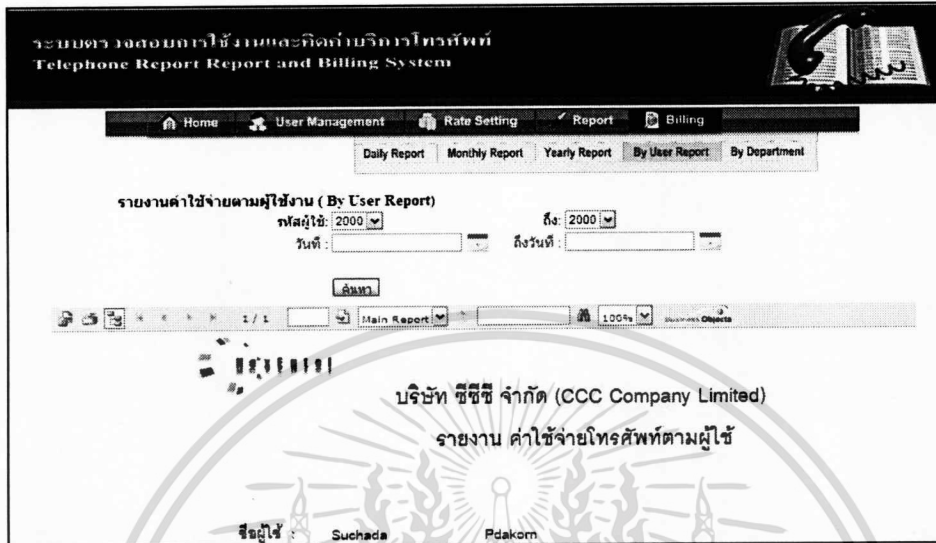 ระบบตรวจสอบการใช้งานและคิดค่าบริการโทรศัพท์
Telephone Report Report and Billing System
Home User Management Rate Setting Report Billing
Daily Report Monthly Report Yearly Report By User Report By Department
รายงานค่าใช้จ่ายตามผู้ใช้งาน ( By User Report)
รหัสผู้ใช้: 2000 ถึง: 2000
วันที่ : ถึงวันที่ :
ค้นหา
1 / 1 Main Report 100% Business Objects
บริษัท ซีซีซี จำกัด (CCC Company Limited)
รายงาน ค่าใช้จ่ายโทรศัพท์ตามผู้ใช้
ชื่อผู้ใช้ : Suchada Pdakorn